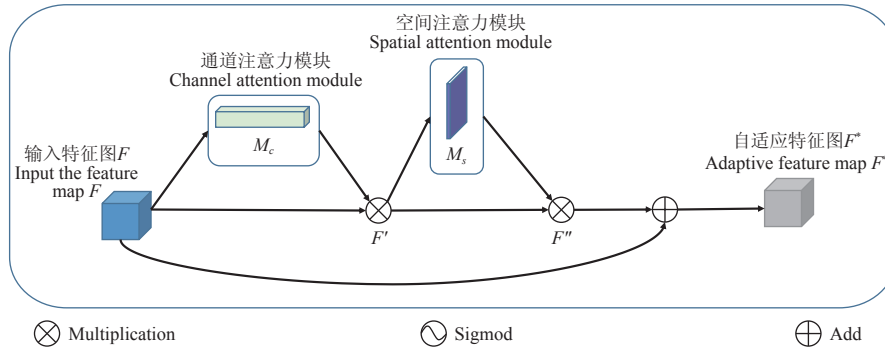 空间注意力模块
Spatial attention module
通道注意力模块
Channel attention module
M_c
M_s
输入特征图F
Input the feature
map F
自适应特征图F*
Adaptive feature map F*
F′
F″
Multiplication
Sigmod
Add